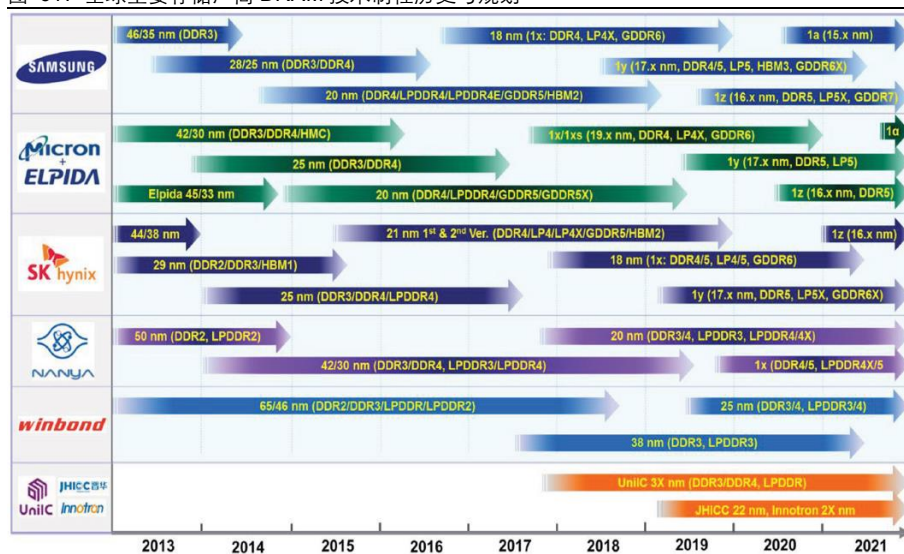 SAMSUNG
46/35 nm (DDR3)
18 nm (1x: DDR4, LP4X, GDDR6)
1a (15.x nm)
28/25 nm (DDR3/DDR4)
1y (17.x nm, DDR4/5, LP5, HBM3, GDDR6X)
20 nm (DDR4/LPDDR4/LPDDR4E/GDDR5/HBM2)
1z (16.x nm, DDR5, LP5X, GDDR7)
Micron
+
ELPIDA
42/30 nm (DDR3/DDR4/HMC)
1x/1xs (19.x nm, DDR4, LP4X, GDDR6)
1α
25 nm (DDR3/DDR4)
1y (17.x nm, DDR5, LP5)
Elpida 45/33 nm
20 nm (DDR4/LPDDR4/GDDR5/GDDR5X)
1z (16.x nm, DDR5)
SK hynix
44/38 nm
21 nm 1st & 2nd Ver. (DDR4/LP4/LP4X/GDDR5/HBM2)
1z (16.x nm)
29 nm (DDR2/DDR3/HBM1)
18 nm (1x: DDR4/5, LP4/5, GDDR6)
25 nm (DDR3/DDR4/LPDDR4)
1y (17.x nm, DDR5, LP5X, GDDR6X)
NANYA
50 nm (DDR2, LPDDR2)
20 nm (DDR3/4, LPDDR3, LPDDR4/4X)
42/30 nm (DDR3/DDR4, LPDDR3/LPDDR4)
1x (DDR4/5, LPDDR4X/5
winbond
65/46 nm (DDR2/DDR3/LPDDR/LPDDR2)
25 nm (DDR3/4, LPDDR3/4)
38 nm (DDR3, LPDDR3)
UniIC
JHICC晋华
Innotron
UniIC 3X nm (DDR3/DDR4, LPDDR)
JHICC 22 nm, Innotron 2X nm
2013 2014 2015 2016 2017 2018 2019 2020 2021